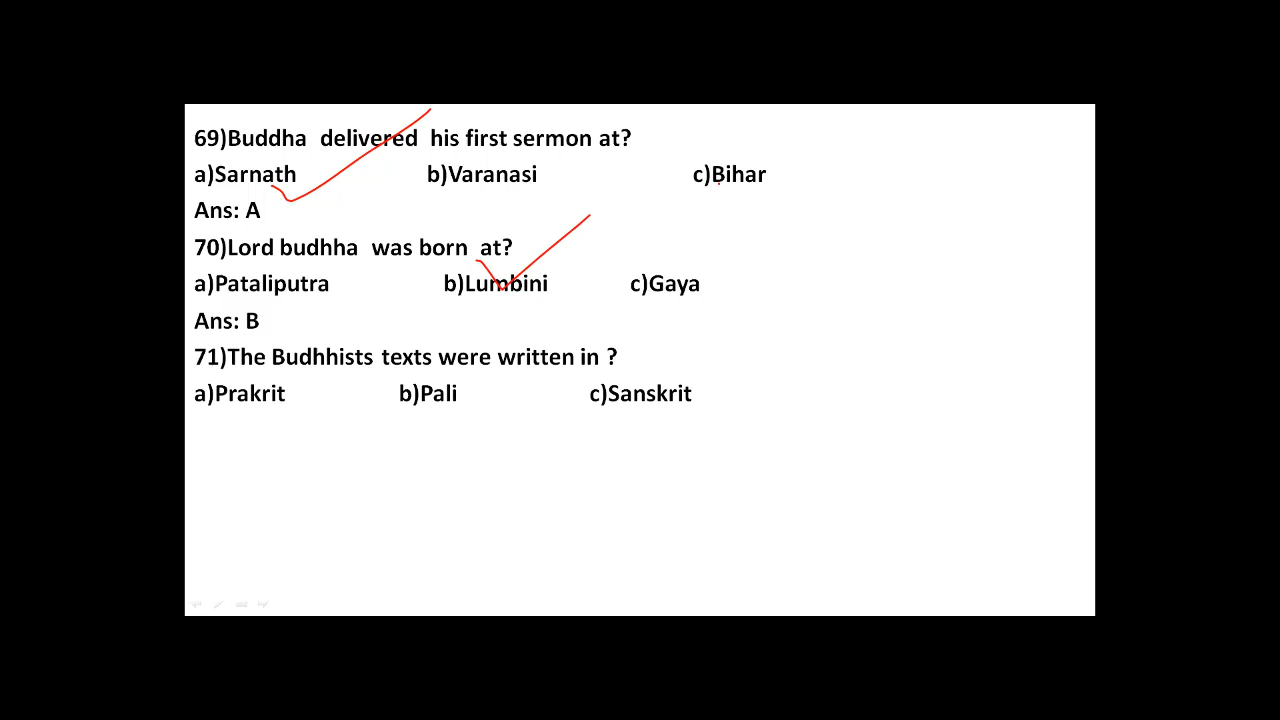 69)Buddha delivered his first sermon at?
a)Sarnath b)Varanasi c)Bihar
Ans: A
70)Lord budhha was born at?
a)Pataliputra b)Lumbini c)Gaya
Ans: B
71)The Budhhists texts were written in ?
a)Prakrit b)Pali c)Sanskrit